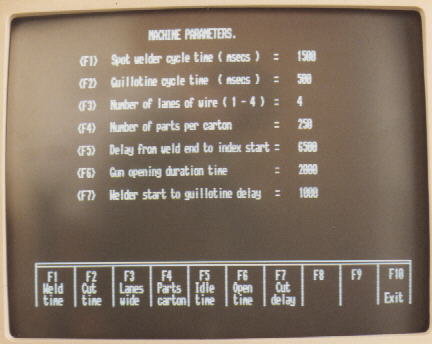 MACHINE PARAMETERS.
<F1> Spot welder cycle time ( msecs ) = 1500
<F2> Guillotine cycle time ( msecs ) = 500
<F3> Number of lanes of wire ( 1 - 4 ) = 4
<F4> Number of parts per carton = 250
<F5> Delay from weld end to index start = 6500
<F6> Gun opening duration time = 2000
<F7> Welder start to guillotine delay = 1000
F1 F2 F3 F4 F5 F6 F7 F8 F9 F10
Weld Cut Lanes Parts Idle Open Cut
time time wide carton time time delay Exit